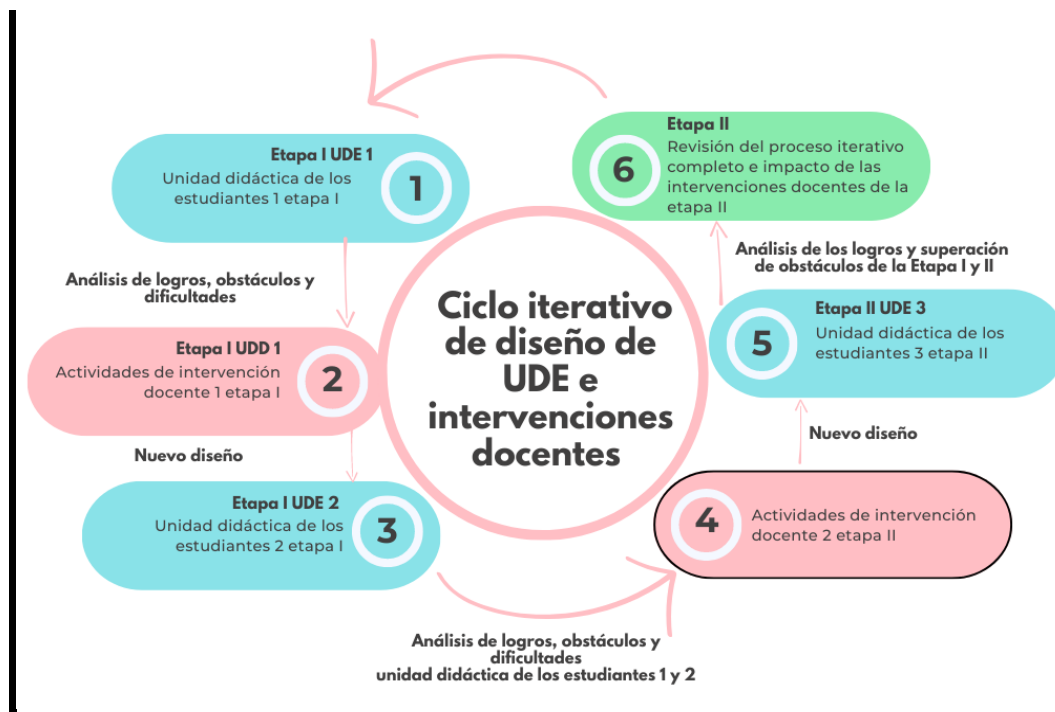 Etapa I UDE 1
Unidad didáctica de los
estudiantes 1 etapa I
1
Análisis de logros, obstáculos y
dificultades
Etapa I UDD 1
Actividades de intervención
docente 1 etapa I
2
Nuevo diseño
Etapa I UDE 2
Unidad didáctica de los
estudiantes 2 etapa I
3
Ciclo iterativo
de diseño de
UDE e
intervenciones
docentes
Análisis de logros, obstáculos y
dificultades
unidad didáctica de los estudiantes 1 y 2
4
Actividades de intervención
docente 2 etapa II
Nuevo diseño
5
Etapa II UDE 3
Unidad didáctica de los
estudiantes 3 etapa II
Análisis de los logros y superación
de obstáculos de la Etapa I y II
6
Etapa II
Revisión del proceso iterativo
completo e impacto de las
intervenciones docentes de la
etapa II